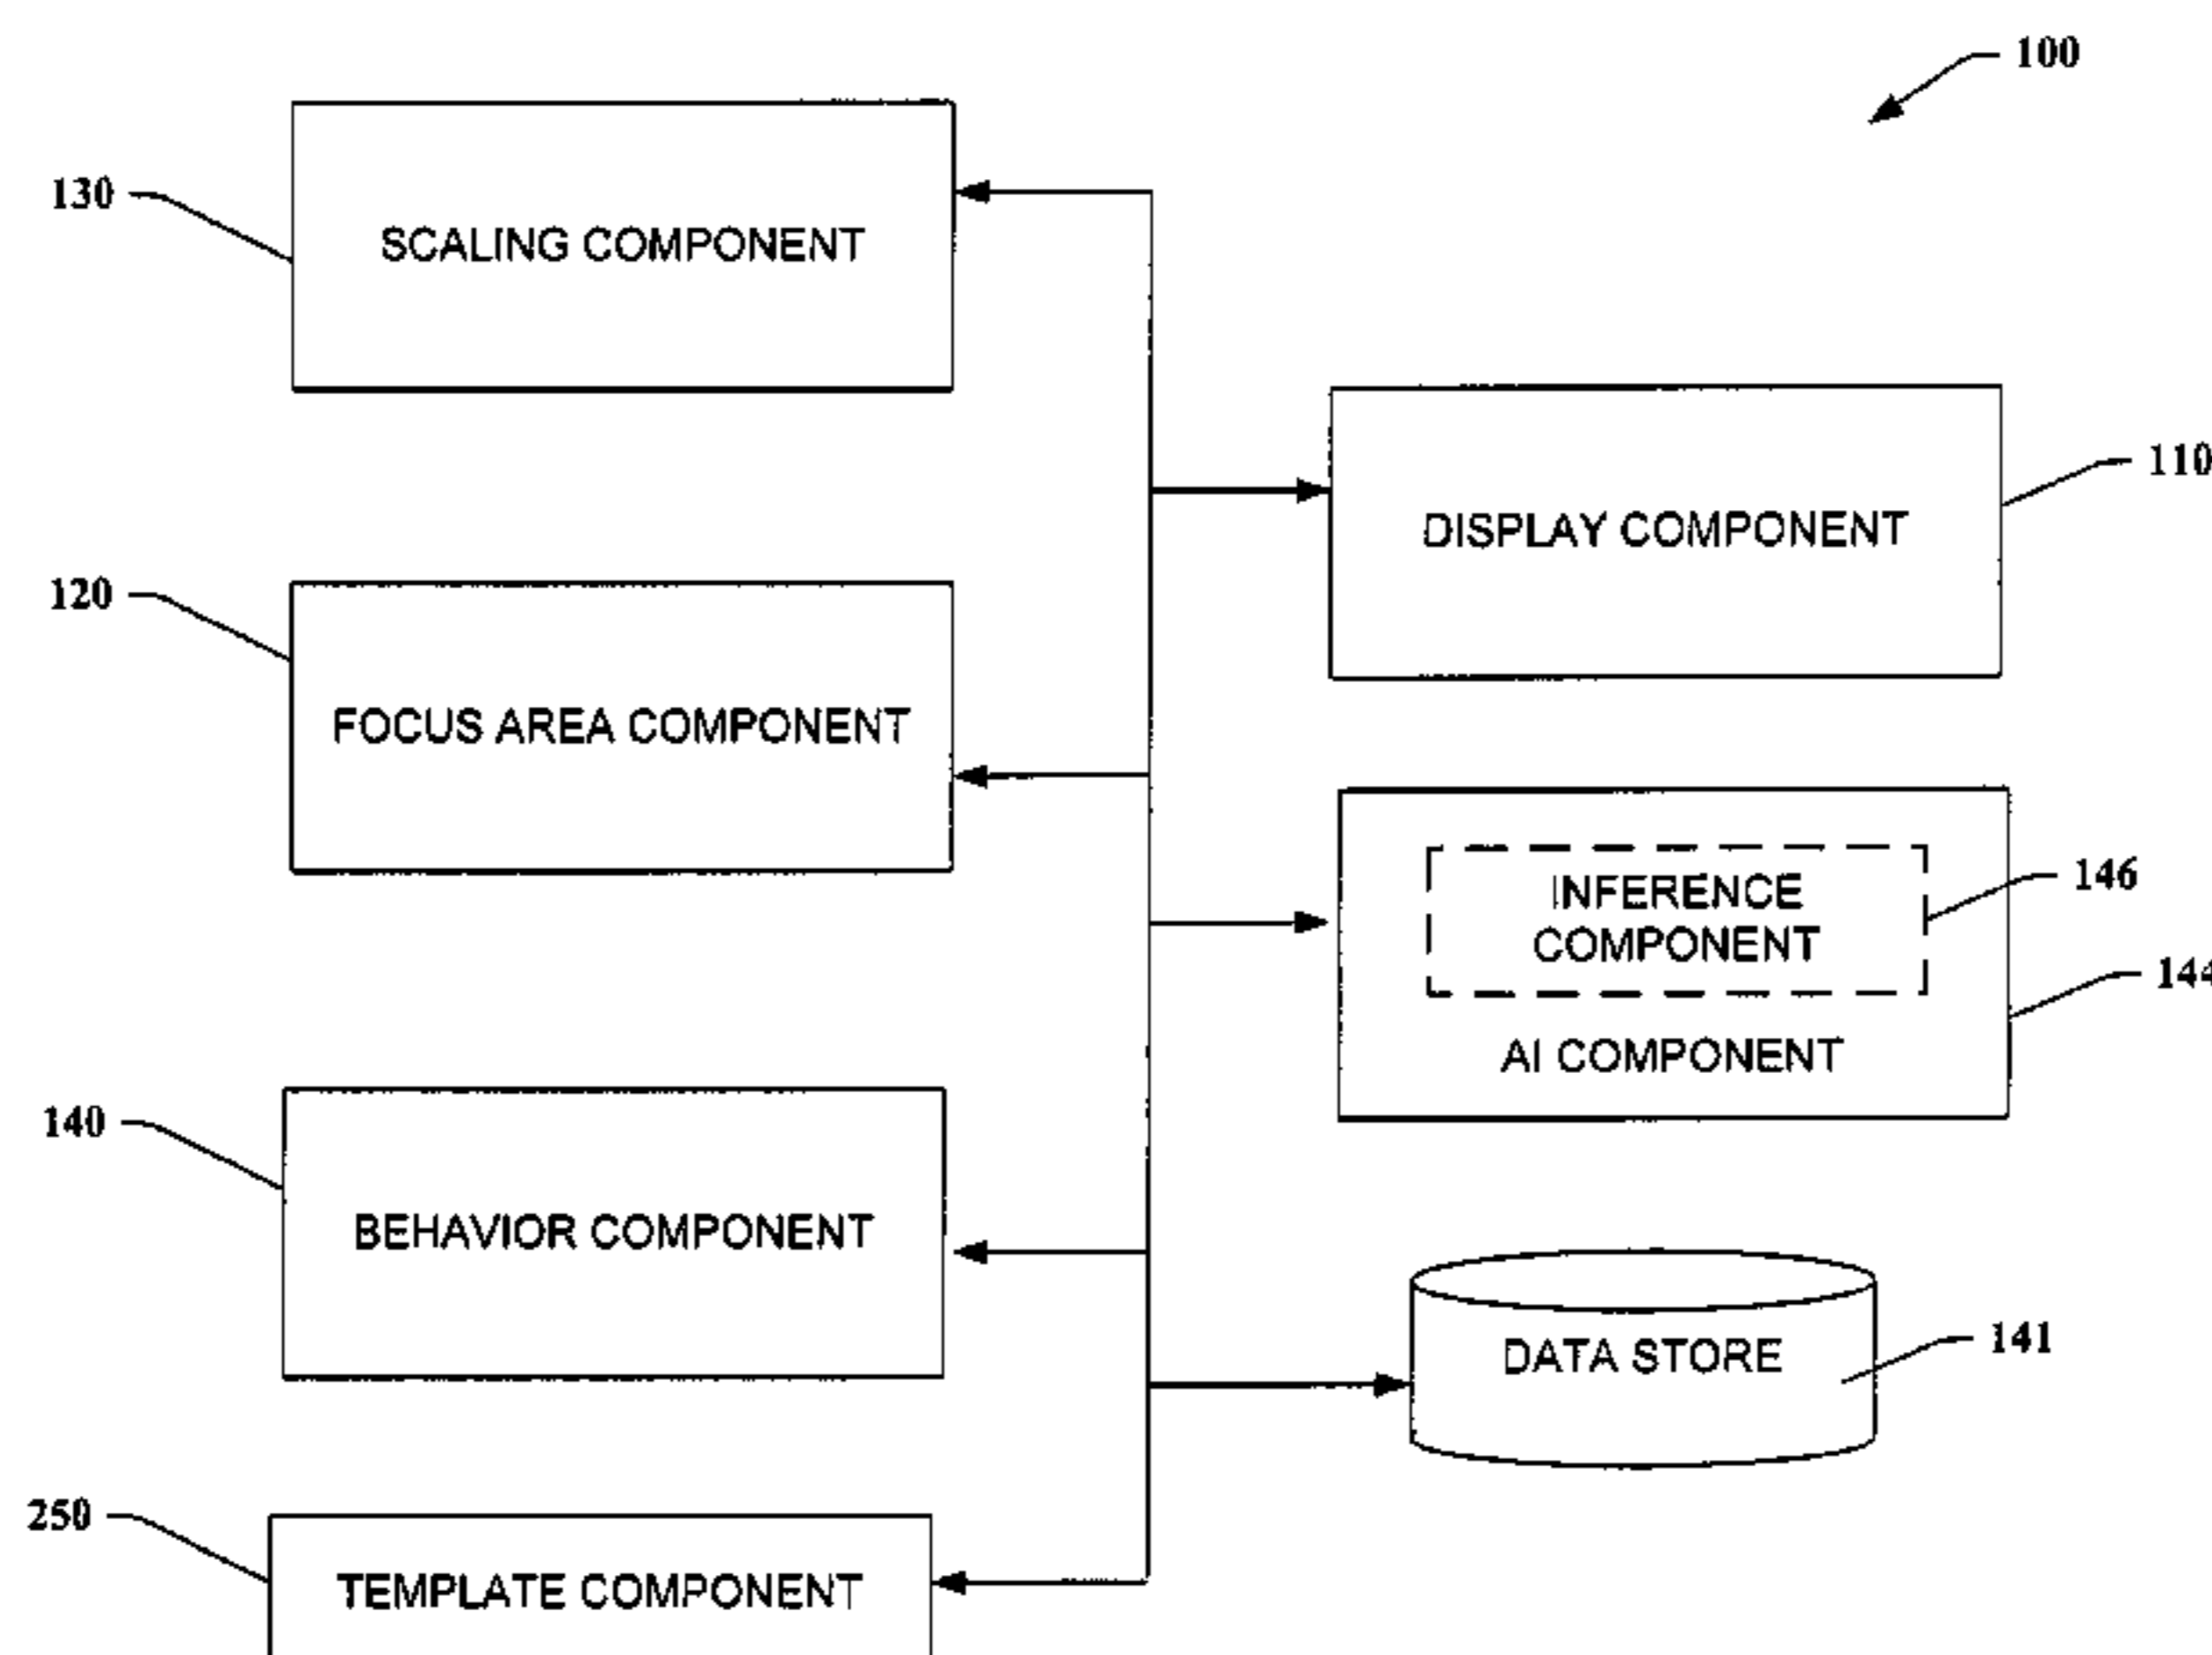 100
130
SCALING COMPONENT
110
DISPLAY COMPONENT
120
FOCUS AREA COMPONENT
INFERENCE
COMPONENT
146
144
AI COMPONENT
140
BEHAVIOR COMPONENT
DATA STORE
141
250
TEMPLATE COMPONENT